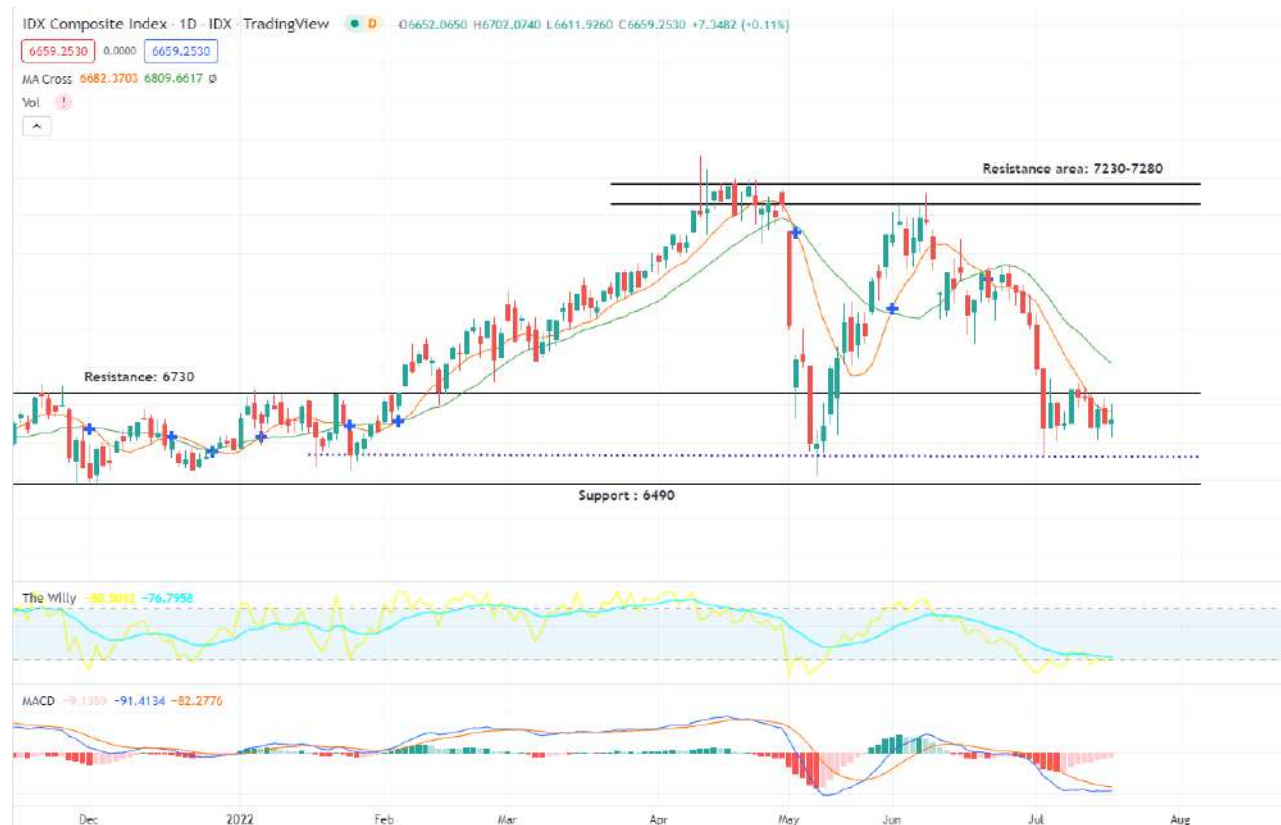 IDX Composite Index · 1D · IDX · TradingView D O6652.0650 H6702.0740 L6611.9260 C6659.2530 +7.3482 (+0.11%)
6659.2530 0.0000 6659.2530
MA Cross 6682.3703 6809.6617 Ø
Vol !
Resistance area: 7230-7280
Resistance: 6730
Support : 6490
The Willy -76.7958
MACD -9.1359 -91.4134 -82.2776
Dec 2022 Feb Mar Apr May Jun Jul Aug